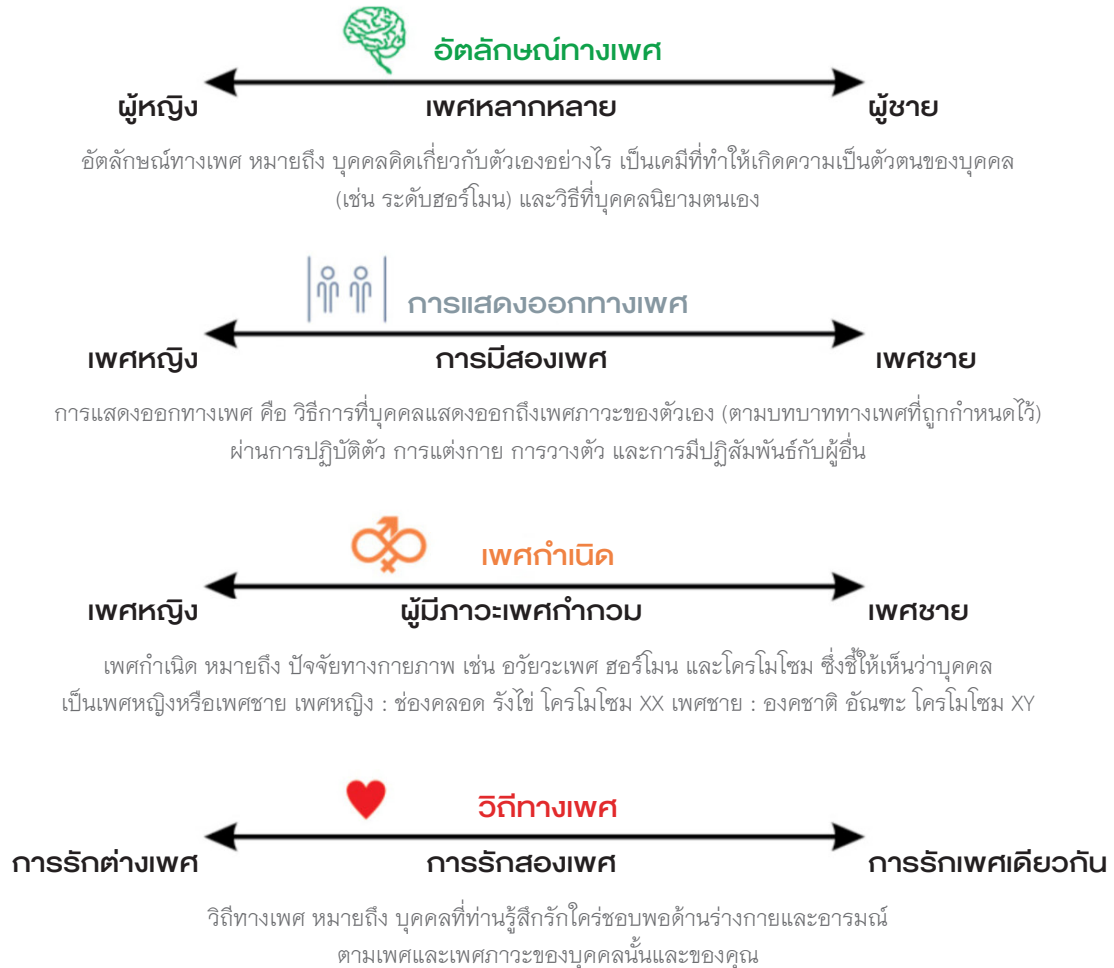 อัตลักษณ์ทางเพศ
ผู้หญิง เพศหลากหลาย ผู้ชาย
อัตลักษณ์ทางเพศ หมายถึง บุคคลคิดเกี่ยวกับตัวเองอย่างไร เป็นเคมีที่ทำให้เกิดความเป็นตัวตนของบุคคล
(เช่น ระดับฮอร์โมน) และวิธีที่บุคคลนิยามตนเอง
การแสดงออกทางเพศ
เพศหญิง การมีสองเพศ เพศชาย
การแสดงออกทางเพศ คือ วิธีการที่บุคคลแสดงออกถึงเพศภาวะของตัวเอง (ตามบทบาททางเพศที่ถูกกำหนดไว้)
ผ่านการปฏิบัติตัว การแต่งกาย การวางตัว และการมีปฏิสัมพันธ์กับผู้อื่น
เพศกำเนิด
เพศหญิง ผู้มีภาวะเพศกำกวม เพศชาย
เพศกำเนิด หมายถึง ปัจจัยทางกายภาพ เช่น อวัยวะเพศ ฮอร์โมน และโครโมโซม ซึ่งชี้ให้เห็นว่าบุคคล
เป็นเพศหญิงหรือเพศชาย เพศหญิง : ช่องคลอด รังไข่ โครโมโซม XX เพศชาย : องคชาติ อัณฑะ โครโมโซม XY
วิถีทางเพศ
การรักต่างเพศ การรักสองเพศ การรักเพศเดียวกัน
วิถีทางเพศ หมายถึง บุคคลที่ท่านรู้สึกรักใคร่ชอบพอด้านร่างกายและอารมณ์
ตามเพศและเพศภาวะของบุคคลนั้นและของคุณ